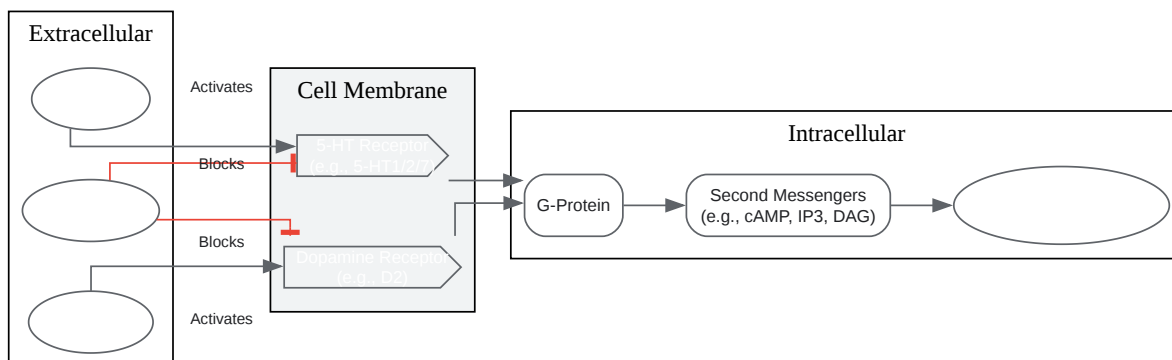 Extracellular
Activates
Cell Membrane
5-HT Receptor
(e.g., 5-HT1/2/7)
Blocks
Blocks
Dopamine Receptor
(e.g., D2)
Activates
Intracellular
G-Protein
Second Messengers
(e.g., cAMP, IP3, DAG)